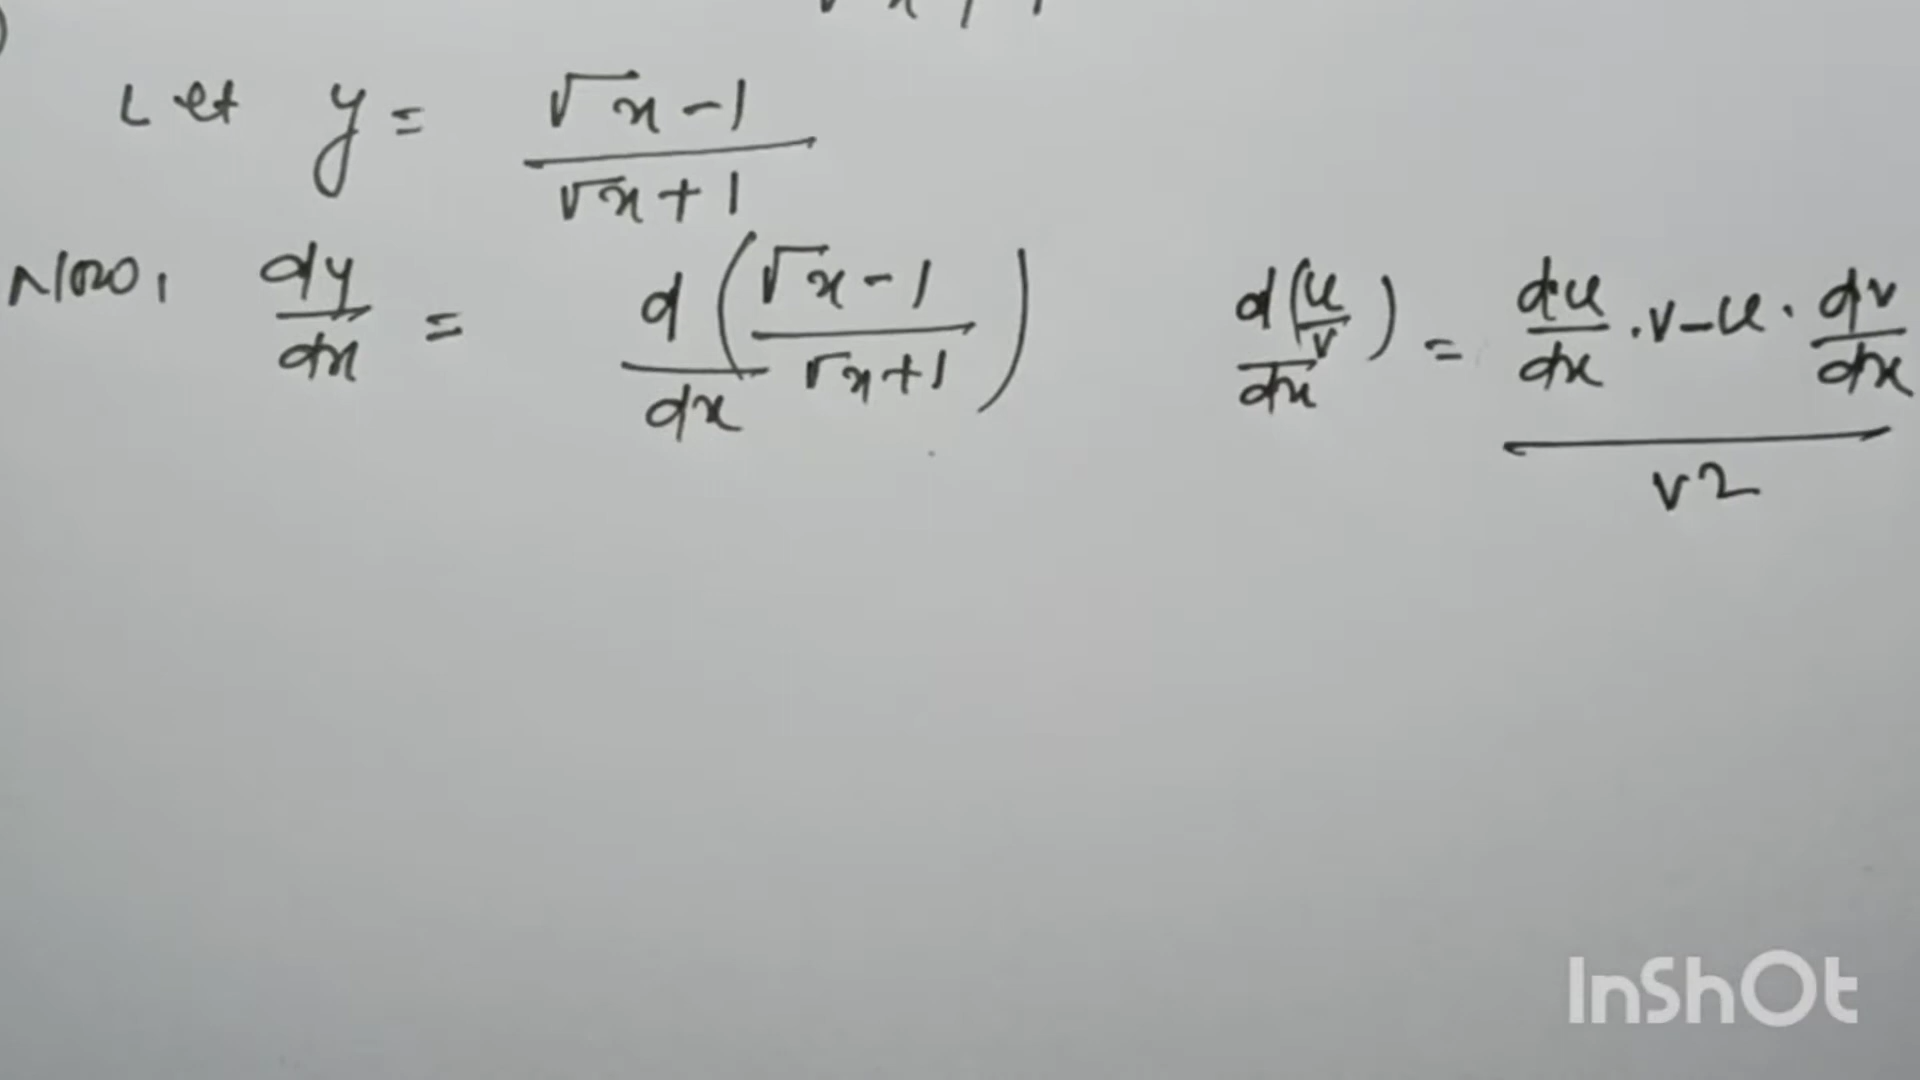 Let y = √x - 1 / √x + 1
Now, dy/dx = d/dx (√x - 1 / √x + 1)
d/dx (u/v) = du/dx . v - u . dv/dx / v2
InShOt